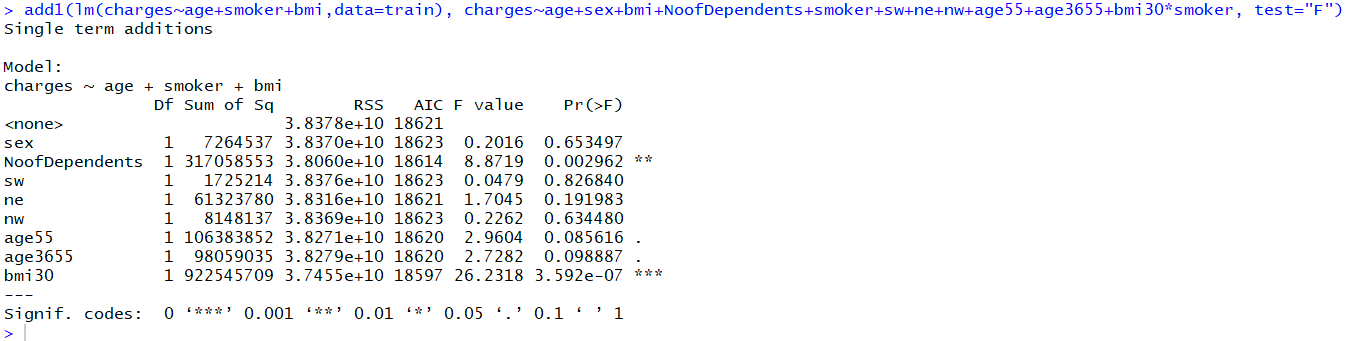 > add1(lm(charges~age+smoker+bmi,data=train), charges~age+sex+bmi+NoofDependents+smoker+sw+ne+nw+age55+age3655+bmi30*smoker, test="F")
Single term additions

Model:
charges ~ age + smoker + bmi
               Df Sum of Sq        RSS   AIC F value    Pr(>F)
<none>                      3.8378e+10 18621
sex             1   7264537 3.8370e+10 18623  0.2016  0.653497
NoofDependents  1 317058553 3.8060e+10 18614  8.8719  0.002962 **
sw              1   1725214 3.8376e+10 18623  0.0479  0.826840
ne              1  61323780 3.8316e+10 18621  1.7045  0.191983
nw              1   8148137 3.8369e+10 18623  0.2262  0.634480
age55           1 106383852 3.8271e+10 18620  2.9604  0.085616 .
age3655         1  98059035 3.8279e+10 18620  2.7282  0.098887 .
bmi30           1 922545709 3.7455e+10 18597 26.2318 3.592e-07 ***
---
Signif. codes:  0 ‘***’ 0.001 ‘**’ 0.01 ‘*’ 0.05 ‘.’ 0.1 ‘ ’ 1
>